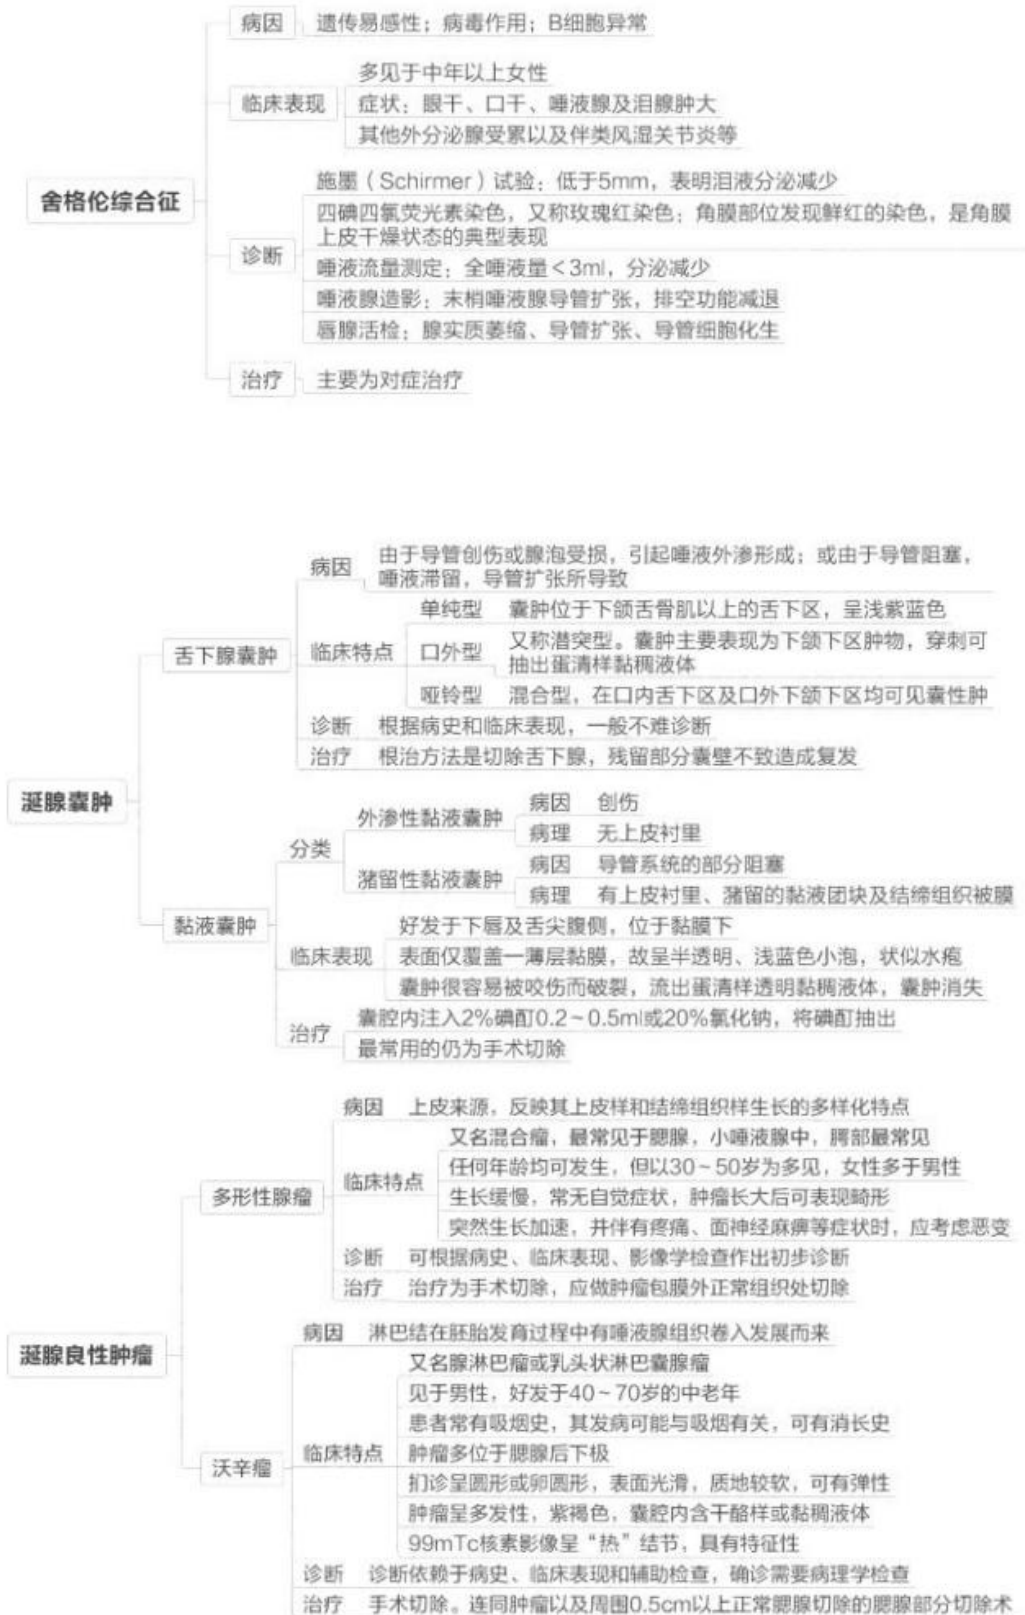 病因 遗传易感性；病毒作用；B细胞异常
多见于中年以上女性
临床表现 症状：眼干、口干、唾液腺及泪腺肿大
其他外分泌腺受累以及伴类风湿关节炎等
舍格伦综合征
施墨（Schirmer）试验：低于5mm，表明泪液分泌减少
四碘四氯荧光素染色，又称玫瑰红染色：角膜部位发现鲜红的染色，是角膜
上皮干燥状态的典型表现
诊断
唾液流量测定：全唾液量<3ml，分泌减少
唾液腺造影：末梢唾液腺导管扩张，排空功能减退
唇腺活检：腺实质萎缩、导管扩张、导管细胞化生
治疗 主要为对症治疗
涎腺囊肿
舌下腺囊肿
病因 由于导管创伤或腺泡受损，引起唾液外渗形成；或由于导管阻塞，
唾液滞留，导管扩张所导致
临床特点
单纯型 囊肿位于下颌舌骨肌以上的舌下区，呈浅紫蓝色
口外型 又称潜突型。囊肿主要表现为下颌下区肿物，穿刺可
抽出蛋清样黏稠液体
哑铃型 混合型，在口内舌下区及口外下颌下区均可见囊性肿
诊断 根据病史和临床表现，一般不难诊断
治疗 根治方法是切除舌下腺，残留部分囊壁不致造成复发
黏液囊肿
分类
外渗性黏液囊肿
病因 创伤
病理 无上皮衬里
潴留性黏液囊肿
病因 导管系统的部分阻塞
病理 有上皮衬里、潴留的黏液团块及结缔组织被膜
临床表现
好发于下唇及舌尖腹侧，位于黏膜下
表面仅覆盖一薄层黏膜，故呈半透明、浅蓝色小泡，状似水疱
囊肿很容易被咬伤而破裂，流出蛋清样透明黏稠液体，囊肿消失
治疗
囊腔内注入2%碘酊0.2～0.5ml或20%氯化钠，将碘酊抽出
最常用的仍为手术切除
涎腺良性肿瘤
多形性腺瘤
病因 上皮来源，反映其上皮样和结缔组织样生长的多样化特点
临床特点
又名混合瘤，最常见于腮腺，小唾液腺中，腭部最常见
任何年龄均可发生，但以30～50岁为多见，女性多于男性
生长缓慢，常无自觉症状，肿瘤长大后可表现畸形
突然生长加速，并伴有疼痛、面神经麻痹等症状时，应考虑恶变
诊断 可根据病史、临床表现、影像学检查作出初步诊断
治疗 治疗为手术切除，应做肿瘤包膜外正常组织处切除
沃辛瘤
病因 淋巴结在胚胎发育过程中有唾液腺组织卷入发展而来
临床特点
又名腺淋巴瘤或乳头状淋巴囊腺瘤
见于男性，好发于40～70岁的中老年
患者常有吸烟史，其发病可能与吸烟有关，可有消长史
肿瘤多位于腮腺后下极
扪诊呈圆形或卵圆形，表面光滑，质地较软，可有弹性
肿瘤呈多发性，紫褐色，囊腔内含干酪样或黏稠液体
99mTc核素影像呈“热”结节，具有特征性
诊断 诊断依赖于病史、临床表现和辅助检查，确诊需要病理学检查
治疗 手术切除。连同肿瘤以及周围0.5cm以上正常腮腺切除的腮腺部分切除术